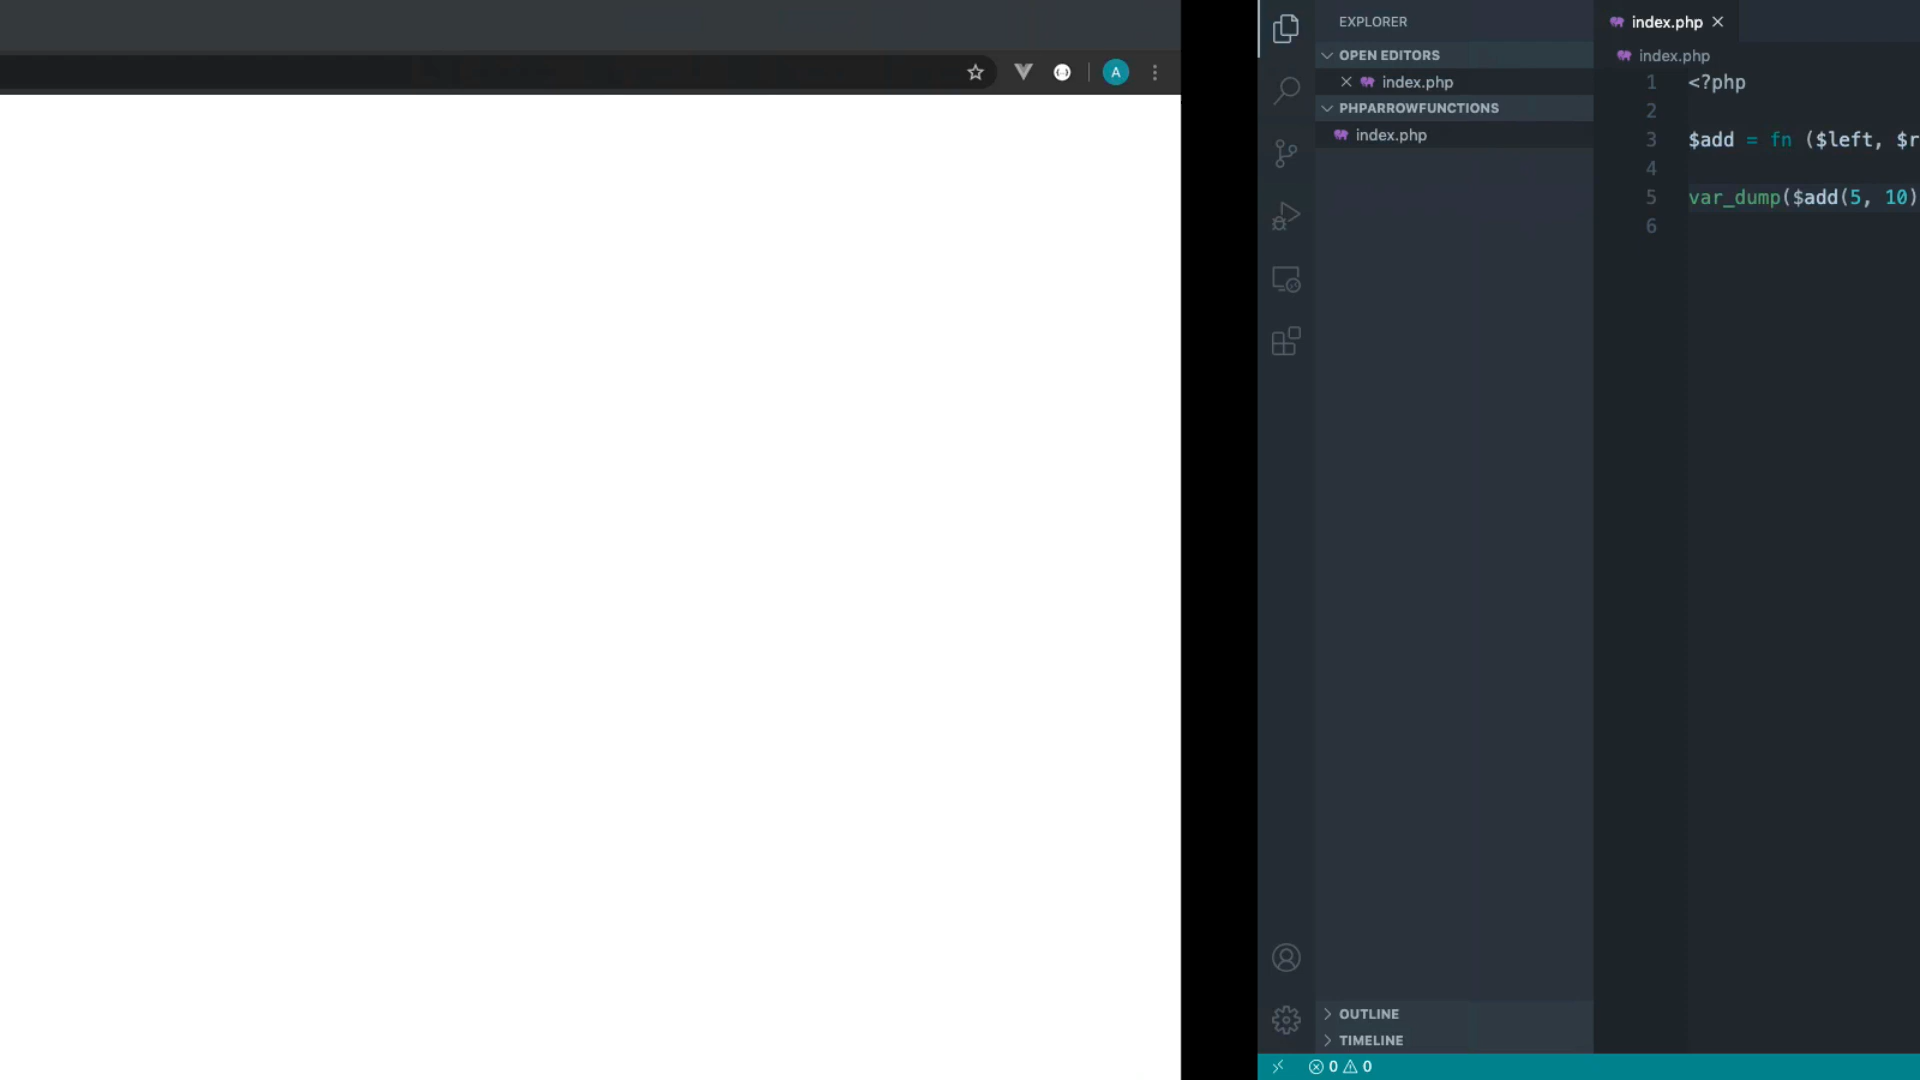 A
EXPLORER
OPEN EDITORS
index.php
PHPARROWFUNCTIONS
index.php
OUTLINE
TIMELINE
0 0
index.php
index.php
1 <?php
2
3 $add = fn ($left, $r
4
5 var_dump($add(5, 10)
6